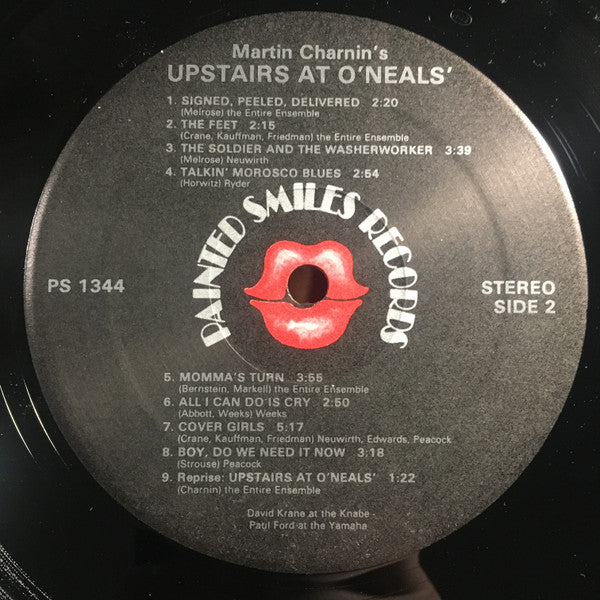 Martin Charnin's
UPSTAIRS AT O'NEALS'
1. SIGNED, PEELED, DELIVERED 2:20
(Melrose) the Entire Ensemble
2. THE FEET 2:15
(Crane, Kauffman, Friedman) the Entire Ensemble
3. THE SOLDIER AND THE WASHERWORKER 3:39
(Melrose) Neuwirth
4. TALKIN' MOROSCO BLUES 2:54
(Horwitz) Ryder
PAINTED SMILES RECORDS
PS 1344
STEREO
SIDE 2
5. MOMMA'S TURN 3:55
(Bernstein, Markell) the Entire Ensemble
6. ALL I CAN DO IS CRY 2:50
(Abbott, Weeks) Weeks
7. COVER GIRLS 5:17
(Crane, Kauffman, Friedman) Neuwirth, Edwards, Peacock
8. BOY, DO WE NEED IT NOW 3:18
(Strouse) Peacock
9. Reprise: UPSTAIRS AT O'NEALS' 1:22
(Charnin) the Entire Ensemble
David Krane at the Knabe
Paul Ford at the Yamaha